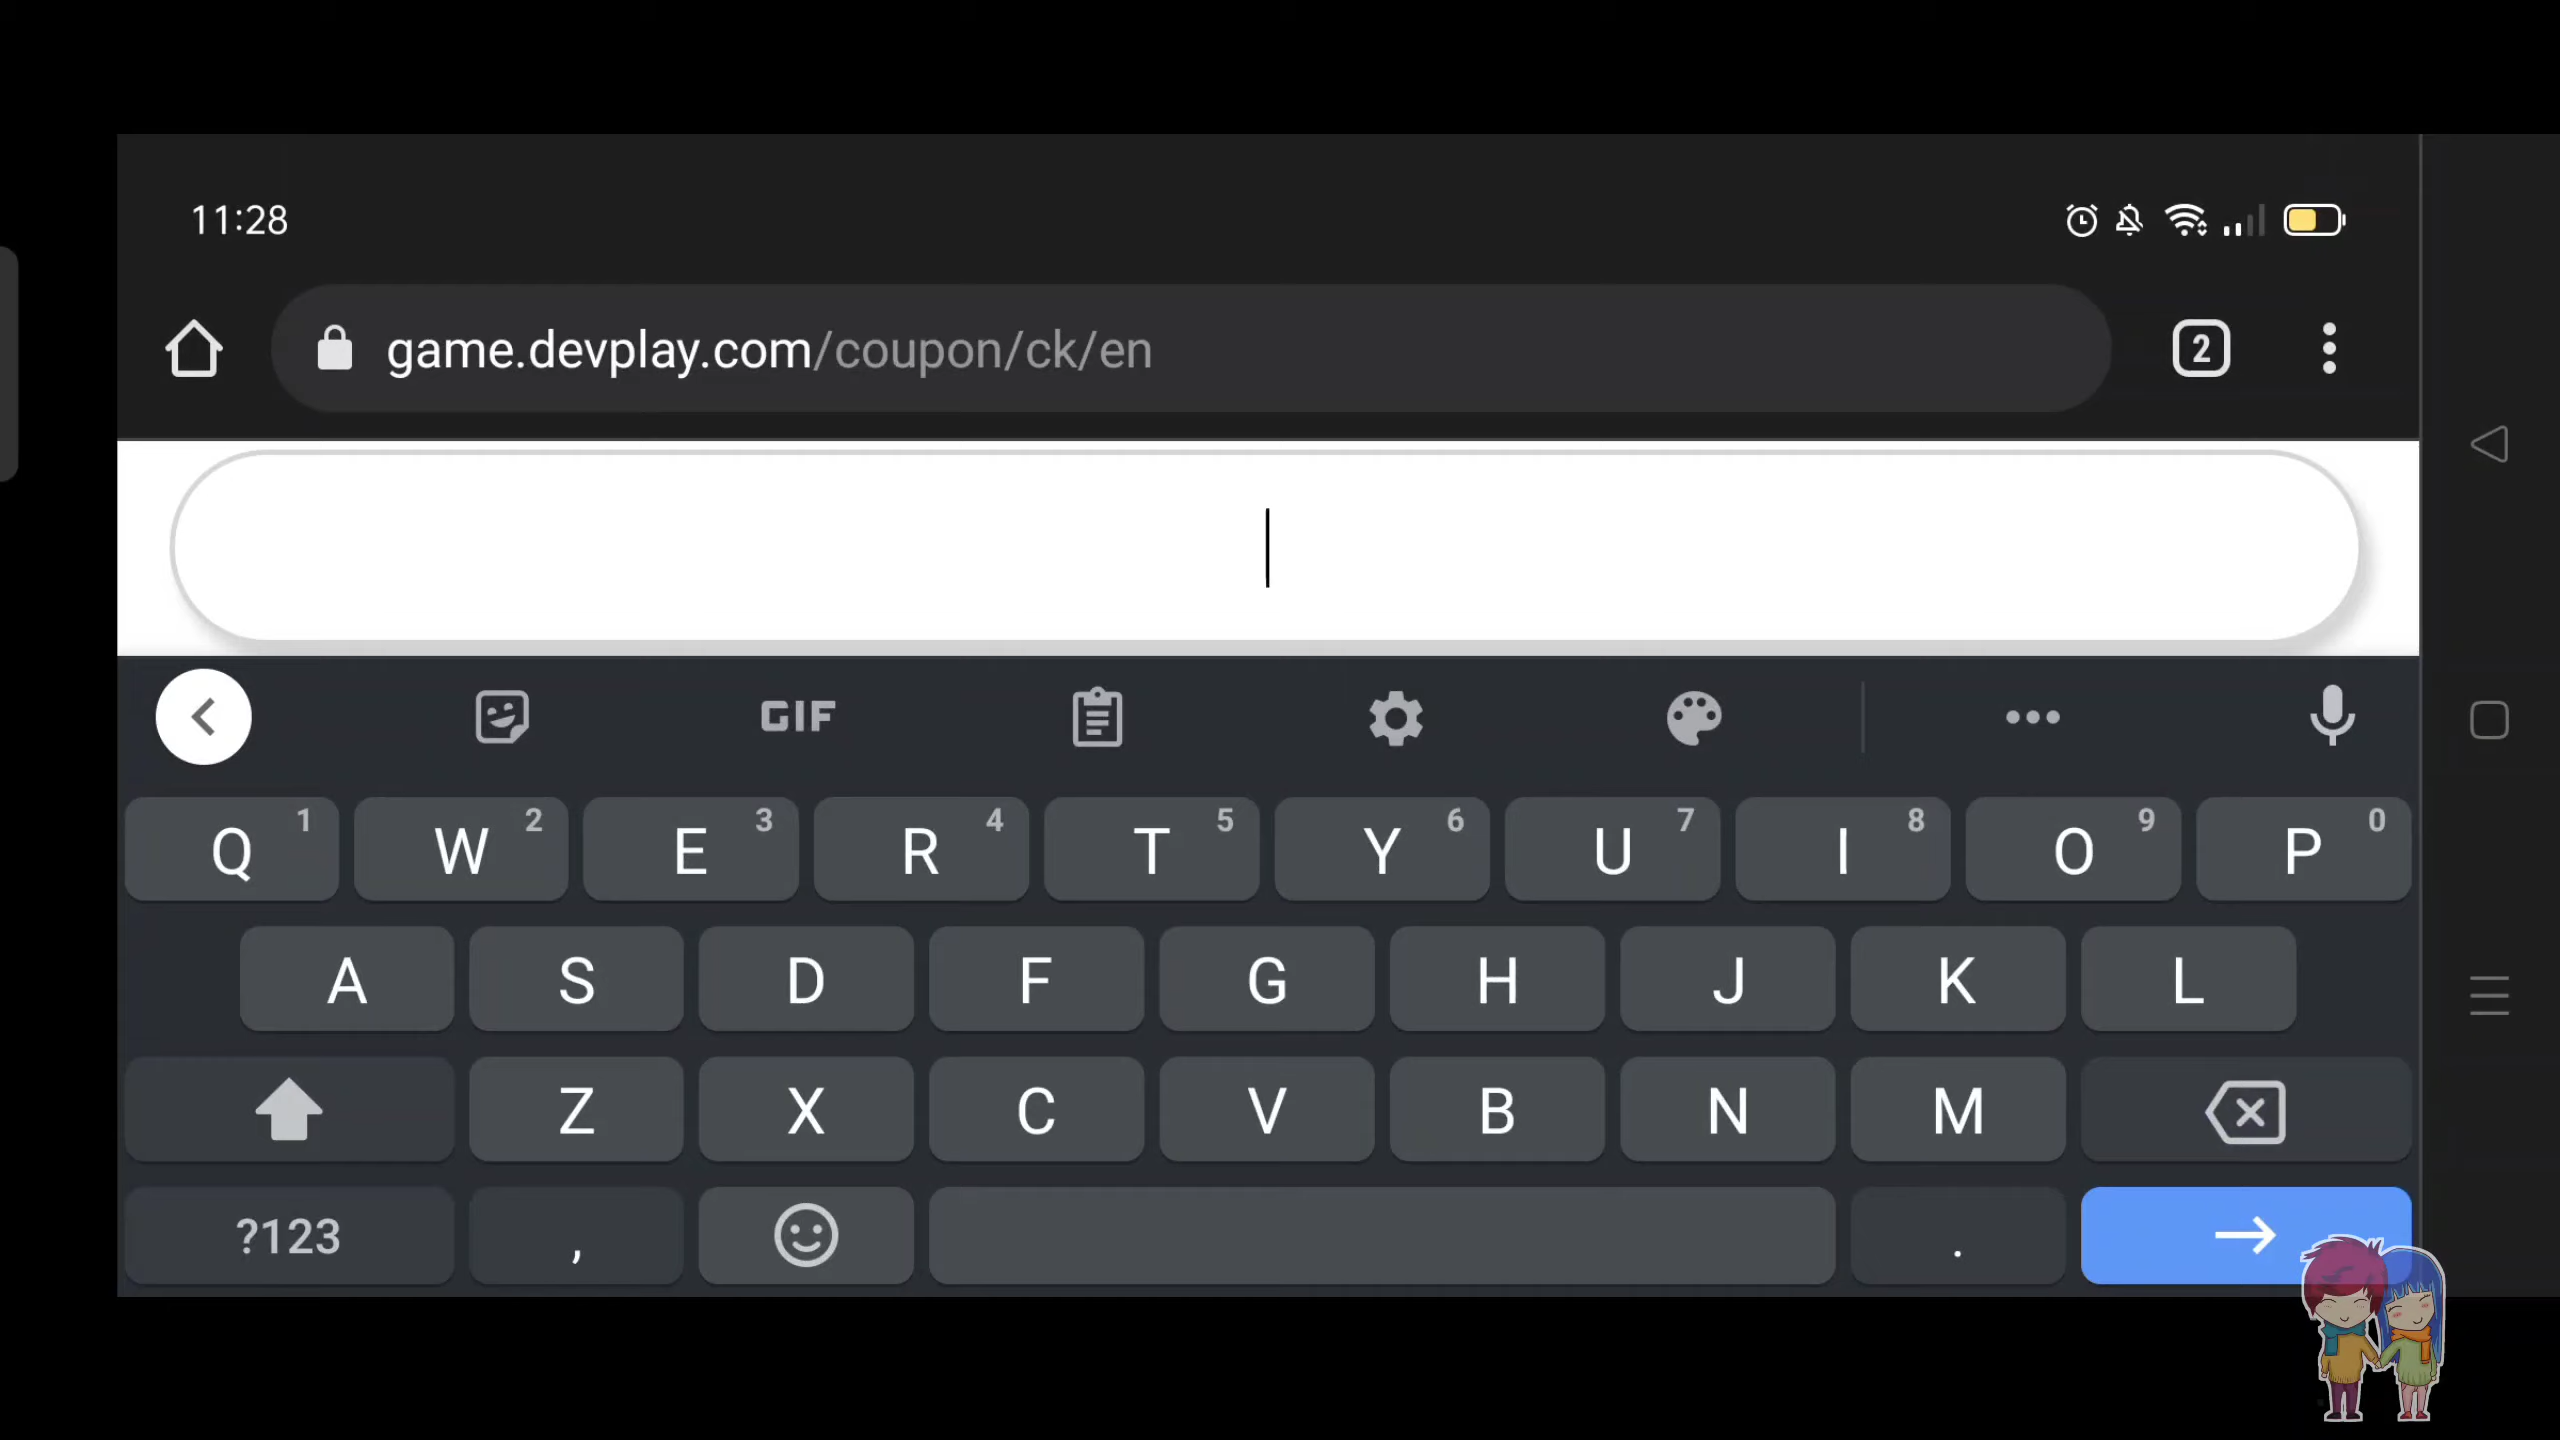 11:28
game.devplay.com/coupon/ck/en
2
GIF
Q 1 W 2 E 3 R 4 T 5 Y 6 U 7 I 8 O 9 P 0
A S D F G H J K L
Z X C V B N M
?123 , .